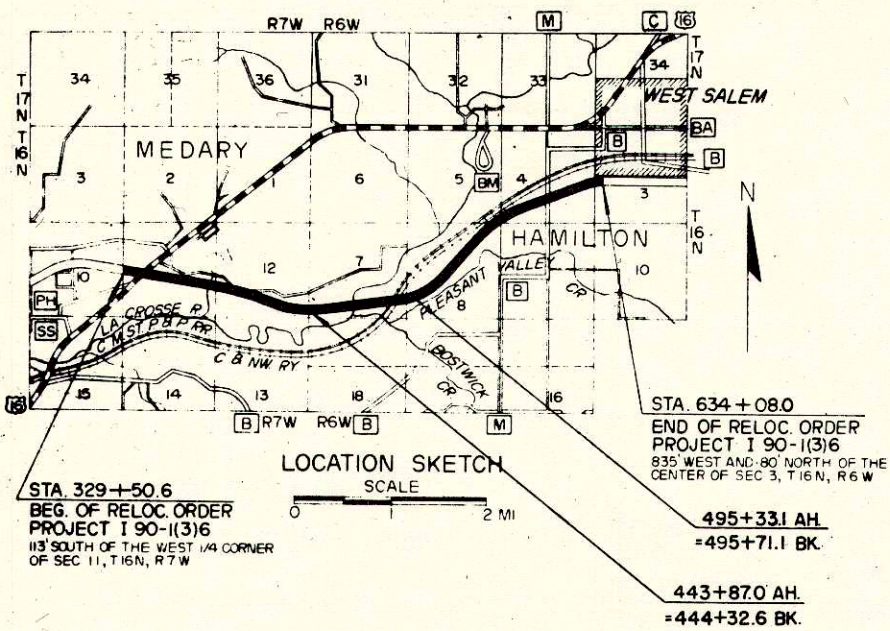 R7W R6W M C 16
T 17 N 34 35 36 31 32 33 34 T 17 N
WEST SALEM
T 16 N MEDARY B BA
3 2 1 6 5 BM 4 3 B
N
HAMILTON T 16 N
10 12 7 VALLEY 10
PLEASANT 8 B CR
PH LA CROSSE R.
SS C M ST P & P RR
C & NW RY
BOSTWICK CR
16 15 14 13 18 16
B R7W R6W B M
STA. 634+08.0
END OF RELOC. ORDER
PROJECT I 90-1(3)6
835' WEST AND 80' NORTH OF THE
CENTER OF SEC 3, T16N, R6W
LOCATION SKETCH
SCALE
0 1 2 MI
STA. 329+50.6
BEG. OF RELOC. ORDER
PROJECT I 90-1(3)6
113' SOUTH OF THE WEST 1/4 CORNER
OF SEC 11, T16N, R7W
495+33.1 AH.
=495+71.1 BK.
443+87.0 AH.
=444+32.6 BK.